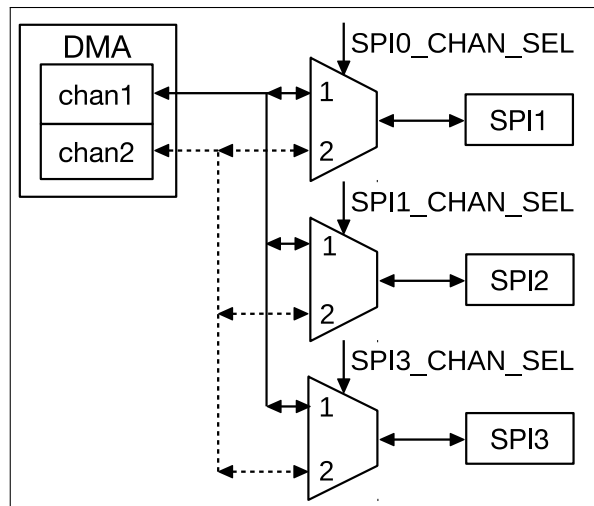 DMA
chan1
chan2
SPI0_CHAN_SEL
1
2
SPI1
SPI1_CHAN_SEL
1
2
SPI2
SPI3_CHAN_SEL
1
2
SPI3